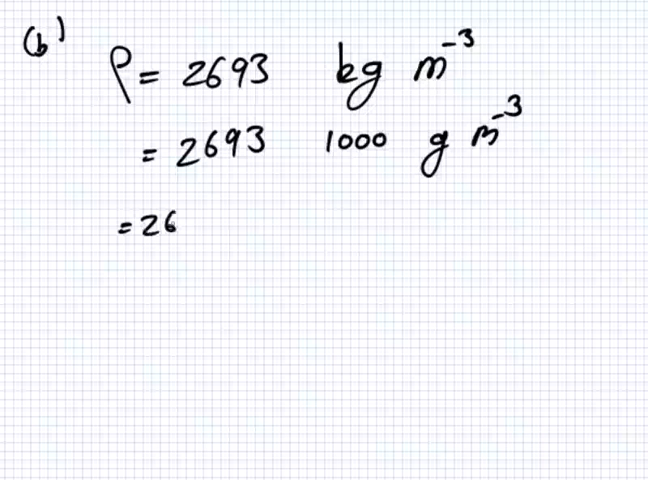 (b)
ρ = 2693 kg m⁻³
= 2693 1000 g m⁻³
= 26